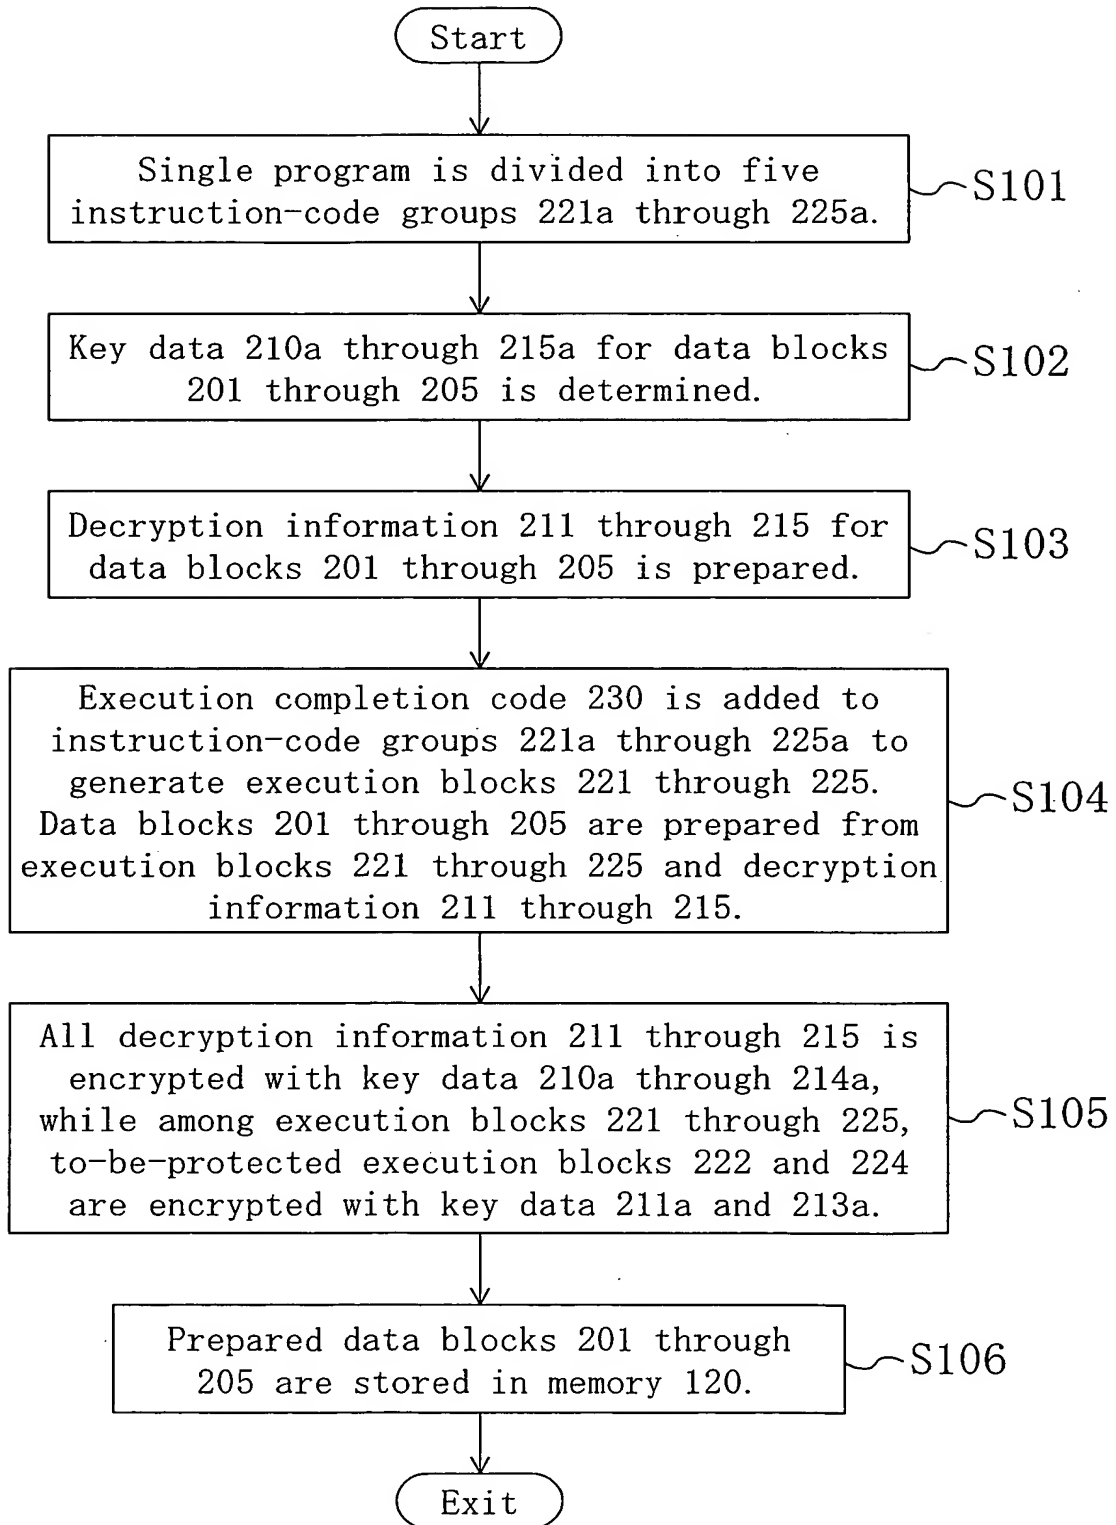 Start
Single program is divided into five
instruction-code groups 221a through 225a.
S101
Key data 210a through 215a for data blocks
201 through 205 is determined.
S102
Decryption information 211 through 215 for
data blocks 201 through 205 is prepared.
S103
Execution completion code 230 is added to
instruction-code groups 221a through 225a to
generate execution blocks 221 through 225.
Data blocks 201 through 205 are prepared from
execution blocks 221 through 225 and decryption
information 211 through 215.
S104
All decryption information 211 through 215 is
encrypted with key data 210a through 214a,
while among execution blocks 221 through 225,
to-be-protected execution blocks 222 and 224
are encrypted with key data 211a and 213a.
S105
Prepared data blocks 201 through
205 are stored in memory 120.
S106
Exit